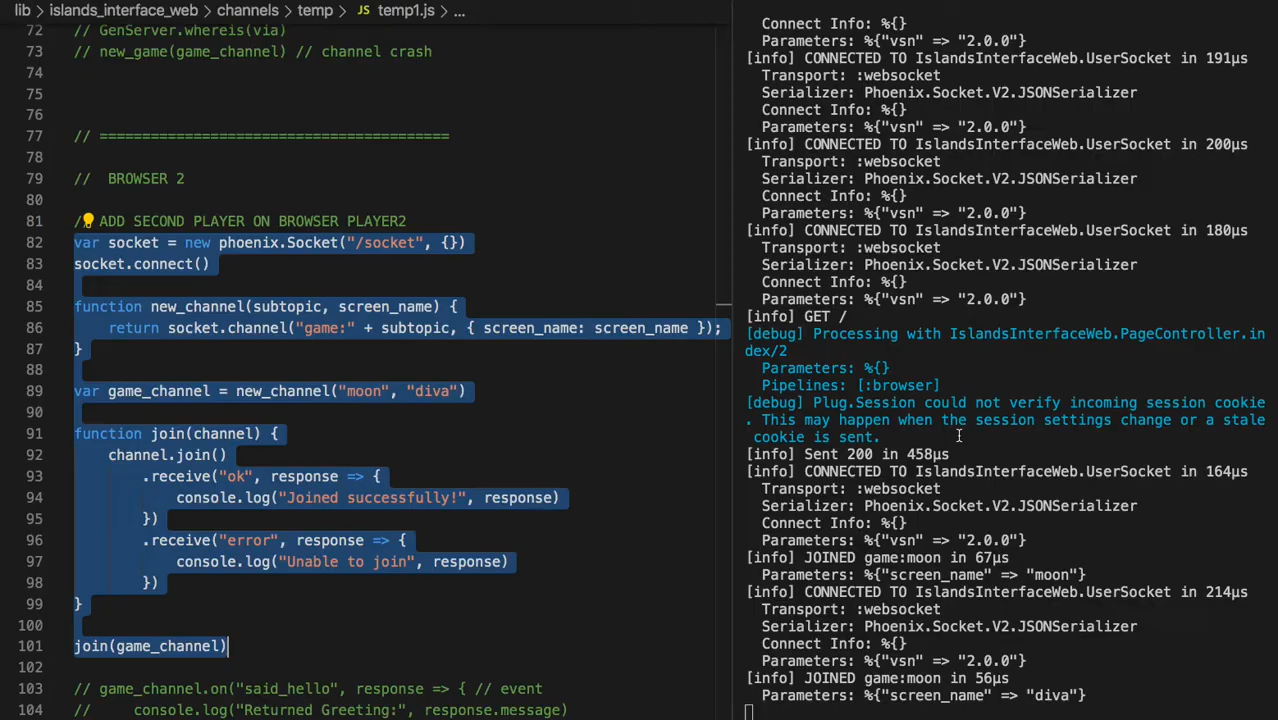 lib › islands_interface_web › channels › temp › JS temp1.js › ...
72 // GenServer.whereis(via)
73 // new_game(game_channel) // channel crash
74
75
76
77 // =========================================
78
79 //  BROWSER 2
80
81 / ADD SECOND PLAYER ON BROWSER PLAYER2
82 var socket = new phoenix.Socket("/socket", {})
83 socket.connect()
84
85 function new_channel(subtopic, screen_name) {
86     return socket.channel("game:" + subtopic, { screen_name: screen_name });
87 }
88
89 var game_channel = new_channel("moon", "diva")
90
91 function join(channel) {
92     channel.join()
93         .receive("ok", response => {
94             console.log("Joined successfully!", response)
95         })
96         .receive("error", response => {
97             console.log("Unable to join", response)
98         })
99 }
100
101 join(game_channel)
102
103 // game_channel.on("said_hello", response => { // event
104 //     console.log("Returned Greeting:", response.message)
  Connect Info: %{}
  Parameters: %{"vsn" => "2.0.0"}
[info] CONNECTED TO IslandsInterfaceWeb.UserSocket in 191µs
  Transport: :websocket
  Serializer: Phoenix.Socket.V2.JSONSerializer
  Connect Info: %{}
  Parameters: %{"vsn" => "2.0.0"}
[info] CONNECTED TO IslandsInterfaceWeb.UserSocket in 200µs
  Transport: :websocket
  Serializer: Phoenix.Socket.V2.JSONSerializer
  Connect Info: %{}
  Parameters: %{"vsn" => "2.0.0"}
[info] CONNECTED TO IslandsInterfaceWeb.UserSocket in 180µs
  Transport: :websocket
  Serializer: Phoenix.Socket.V2.JSONSerializer
  Connect Info: %{}
  Parameters: %{"vsn" => "2.0.0"}
[info] GET /
[debug] Processing with IslandsInterfaceWeb.PageController.in
dex/2
  Parameters: %{}
  Pipelines: [:browser]
[debug] Plug.Session could not verify incoming session cookie
. This may happen when the session settings change or a stale
 cookie is sent.
[info] Sent 200 in 458µs
[info] CONNECTED TO IslandsInterfaceWeb.UserSocket in 164µs
  Transport: :websocket
  Serializer: Phoenix.Socket.V2.JSONSerializer
  Connect Info: %{}
  Parameters: %{"vsn" => "2.0.0"}
[info] JOINED game:moon in 67µs
  Parameters: %{"screen_name" => "moon"}
[info] CONNECTED TO IslandsInterfaceWeb.UserSocket in 214µs
  Transport: :websocket
  Serializer: Phoenix.Socket.V2.JSONSerializer
  Connect Info: %{}
  Parameters: %{"vsn" => "2.0.0"}
[info] JOINED game:moon in 56µs
  Parameters: %{"screen_name" => "diva"}